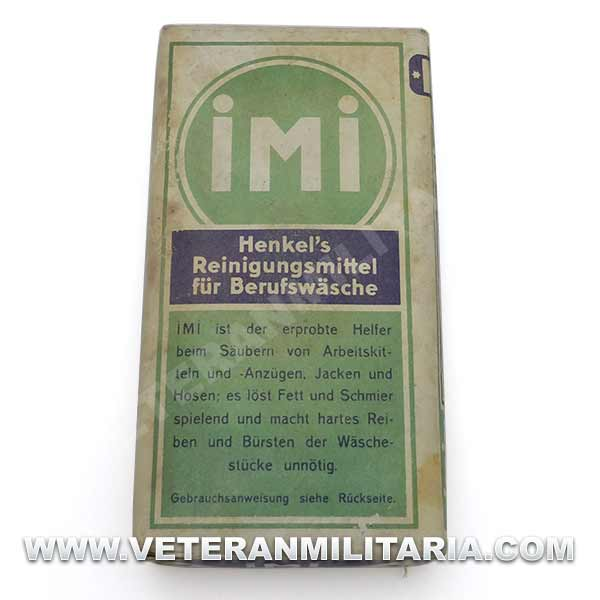 iMi
Henkel's
Reinigungsmittel
für Berufswäsche
iMi ist der erprobte Helfer
beim Säubern von Arbeitskit-
teln und -Anzügen, Jacken und
Hosen; es löst Fett und Schmier
spielend und macht hartes Rei-
ben und Bürsten der Wäsche-
stücke unnötig.
Gebrauchsanweisung siehe Rückseite.
WWW.VETERANMILITARIA.COM